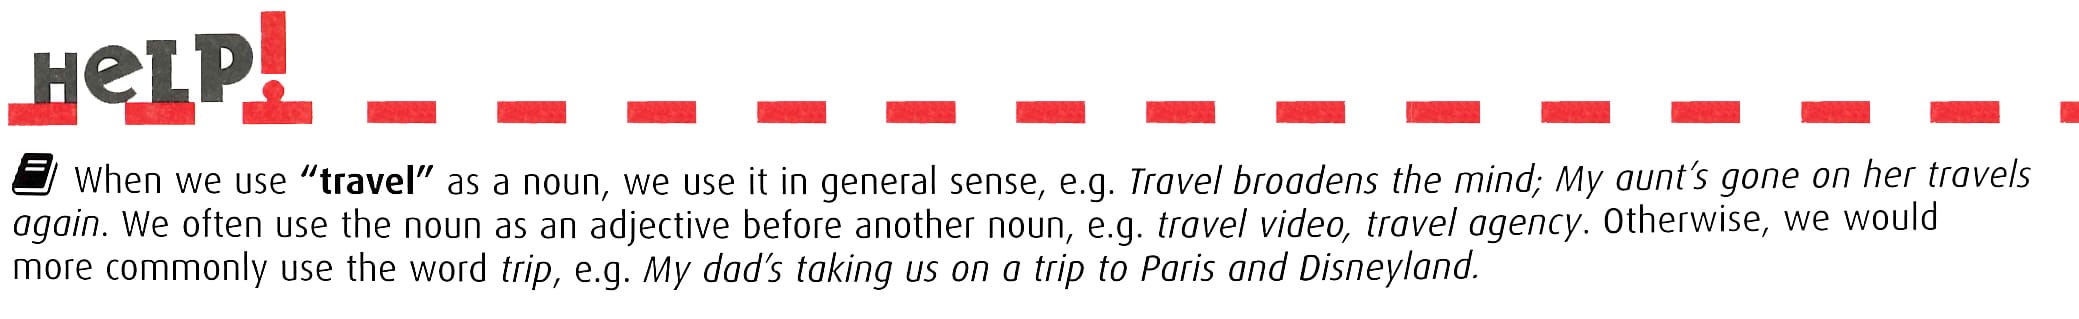 HeLP!
When we use “travel” as a noun, we use it in general sense, e.g. Travel broadens the mind; My aunt’s gone on her travels
again. We often use the noun as an adjective before another noun, e.g. travel video, travel agency. Otherwise, we would
more commonly use the word trip, e.g. My dad’s taking us on a trip to Paris and Disneyland.